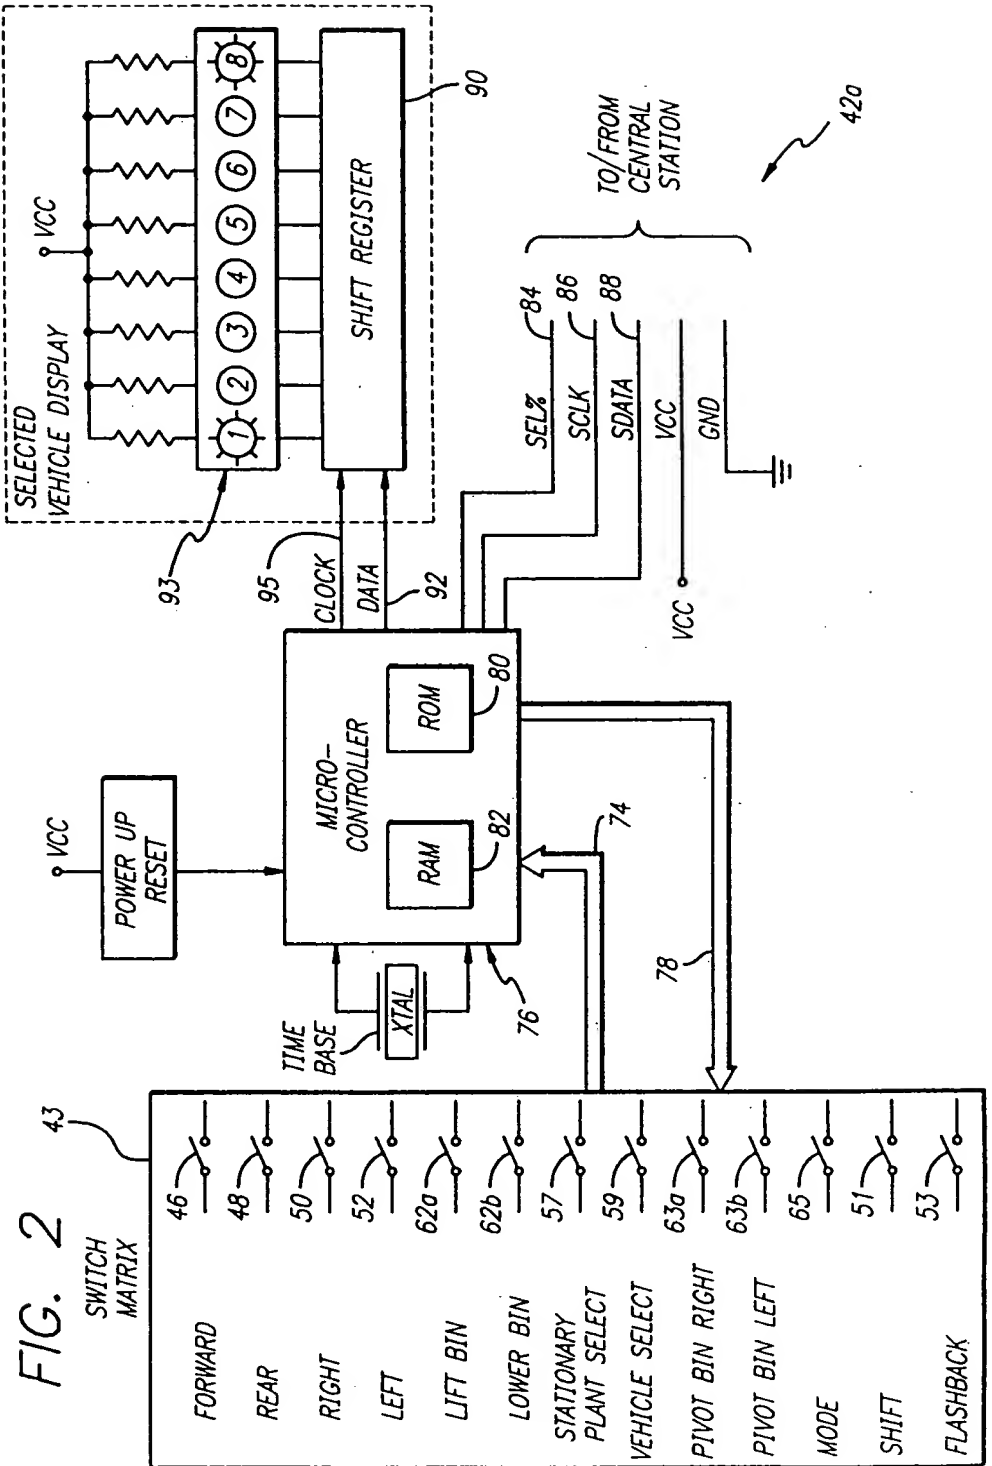 FIG. 2
SWITCH
MATRIX
43
FORWARD
46
REAR
48
RIGHT
50
LEFT
52
LIFT BIN
62a
LOWER BIN
62b
STATIONARY
PLANT SELECT
57
VEHICLE SELECT
59
PIVOT BIN RIGHT
63a
PIVOT BIN LEFT
63b
MODE
65
SHIFT
51
FLASHBACK
53
VCC
POWER UP
RESET
TIME
BASE
XTAL
76
MICRO-
CONTROLLER
RAM
82
ROM
80
74
78
CLOCK
95
DATA
92
93
SELECTED
VEHICLE DISPLAY
VCC
1 2 3 4 5 6 7 8
SHIFT REGISTER
90
SEL%
84
SCLK
86
SDATA
88
VCC
VCC
GND
TO/FROM
CENTRAL
STATION
42a